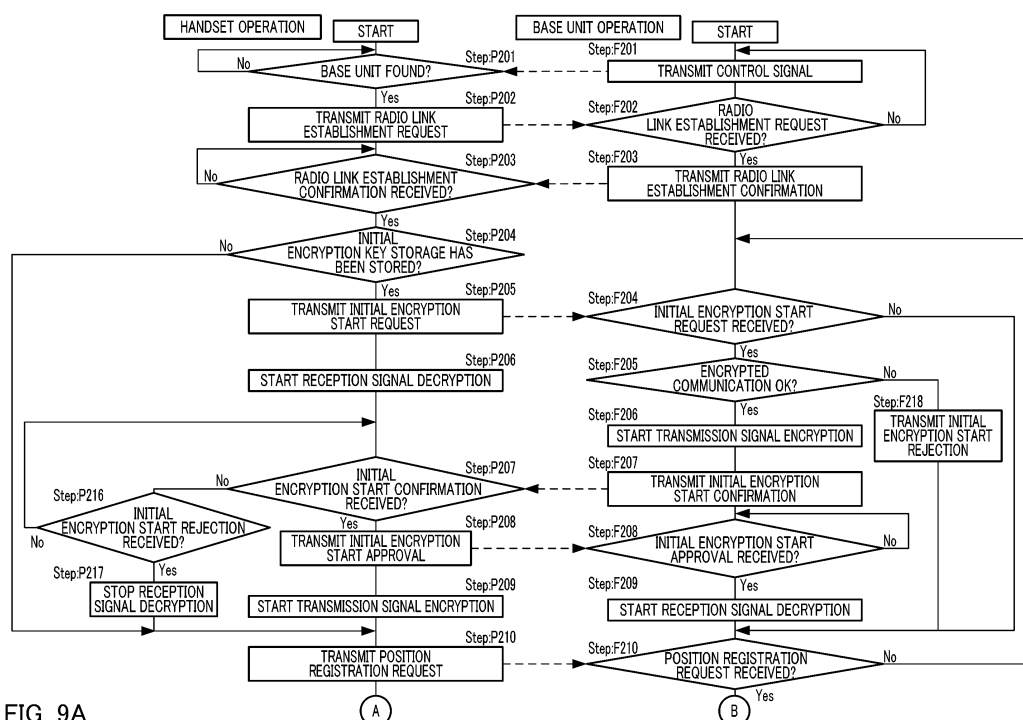 HANDSET OPERATION
START
Step:P201
No
BASE UNIT FOUND?
Yes
Step:P202
TRANSMIT RADIO LINK
ESTABLISHMENT REQUEST
Step:P203
No
RADIO LINK ESTABLISHMENT
CONFIRMATION RECEIVED?
Yes
Step:P204
No
INITIAL
ENCRYPTION KEY STORAGE HAS
BEEN STORED?
Yes
Step:P205
TRANSMIT INITIAL ENCRYPTION
START REQUEST
Step:P206
START RECEPTION SIGNAL DECRYPTION
Step:P207
No
INITIAL
ENCRYPTION START CONFIRMATION
RECEIVED?
Yes
Step:P216
INITIAL
ENCRYPTION START REJECTION
RECEIVED?
No
Yes
Step:P217
STOP RECEPTION
SIGNAL DECRYPTION
Step:P208
TRANSMIT INITIAL ENCRYPTION
START APPROVAL
Step:P209
START TRANSMISSION SIGNAL ENCRYPTION
Step:P210
TRANSMIT POSITION
REGISTRATION REQUEST
A
BASE UNIT OPERATION
START
Step:F201
TRANSMIT CONTROL SIGNAL
Step:F202
RADIO
LINK ESTABLISHMENT REQUEST
RECEIVED?
No
Yes
Step:F203
TRANSMIT RADIO LINK
ESTABLISHMENT CONFIRMATION
Step:F204
INITIAL ENCRYPTION START
REQUEST RECEIVED?
No
Yes
Step:F205
ENCRYPTED
COMMUNICATION OK?
No
Yes
Step:F218
TRANSMIT INITIAL
ENCRYPTION START
REJECTION
Step:F206
START TRANSMISSION SIGNAL ENCRYPTION
Step:F207
TRANSMIT INITIAL ENCRYPTION
START CONFIRMATION
Step:F208
INITIAL ENCRYPTION START
APPROVAL RECEIVED?
No
Yes
Step:F209
START RECEPTION SIGNAL DECRYPTION
Step:F210
POSITION REGISTRATION
REQUEST RECEIVED?
No
Yes
B
FIG. 9A